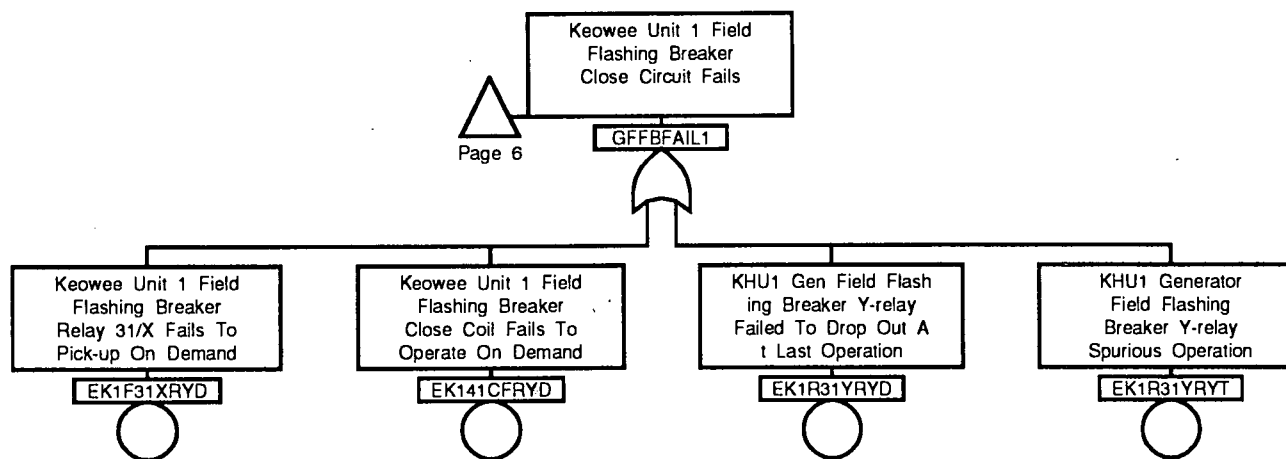 Keowee Unit 1 Field
Flashing Breaker
Close Circuit Fails
GFFBFAIL1
Page 6
Keowee Unit 1 Field
Flashing Breaker
Relay 31/X Fails To
Pick-up On Demand
EK1F31XRYD
Keowee Unit 1 Field
Flashing Breaker
Close Coil Fails To
Operate On Demand
EK141CFRYD
KHU1 Gen Field Flash
ing Breaker Y-relay
Failed To Drop Out A
t Last Operation
EK1R31YRYD
KHU1 Generator
Field Flashing
Breaker Y-relay
Spurious Operation
EK1R31YRYT